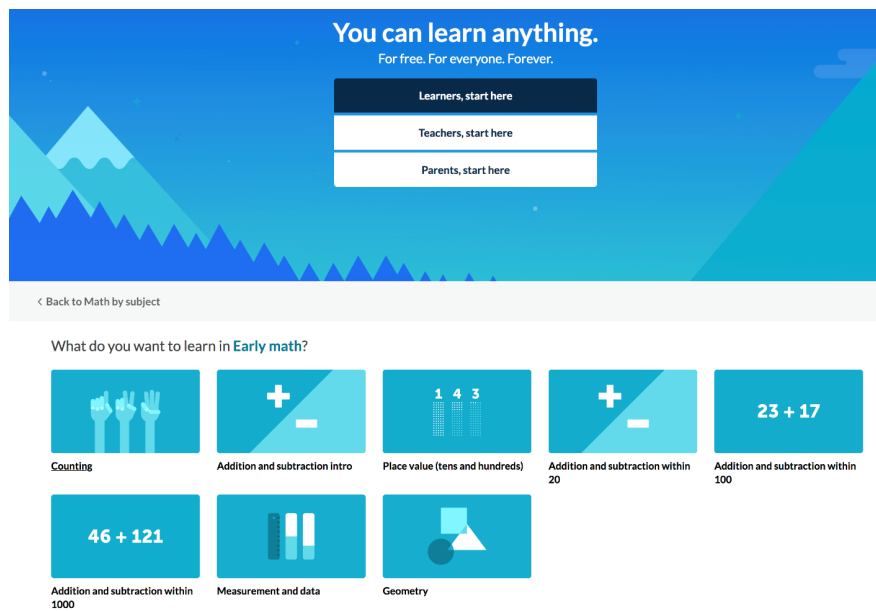 You can learn anything.
For free. For everyone. Forever.
Learners, start here
Teachers, start here
Parents, start here
< Back to Math by subject
What do you want to learn in Early math?
1 4 3
23 + 17
Counting
Addition and subtraction intro
Place value (tens and hundreds)
Addition and subtraction within
20
Addition and subtraction within
100
46 + 121
Addition and subtraction within
1000
Measurement and data
Geometry